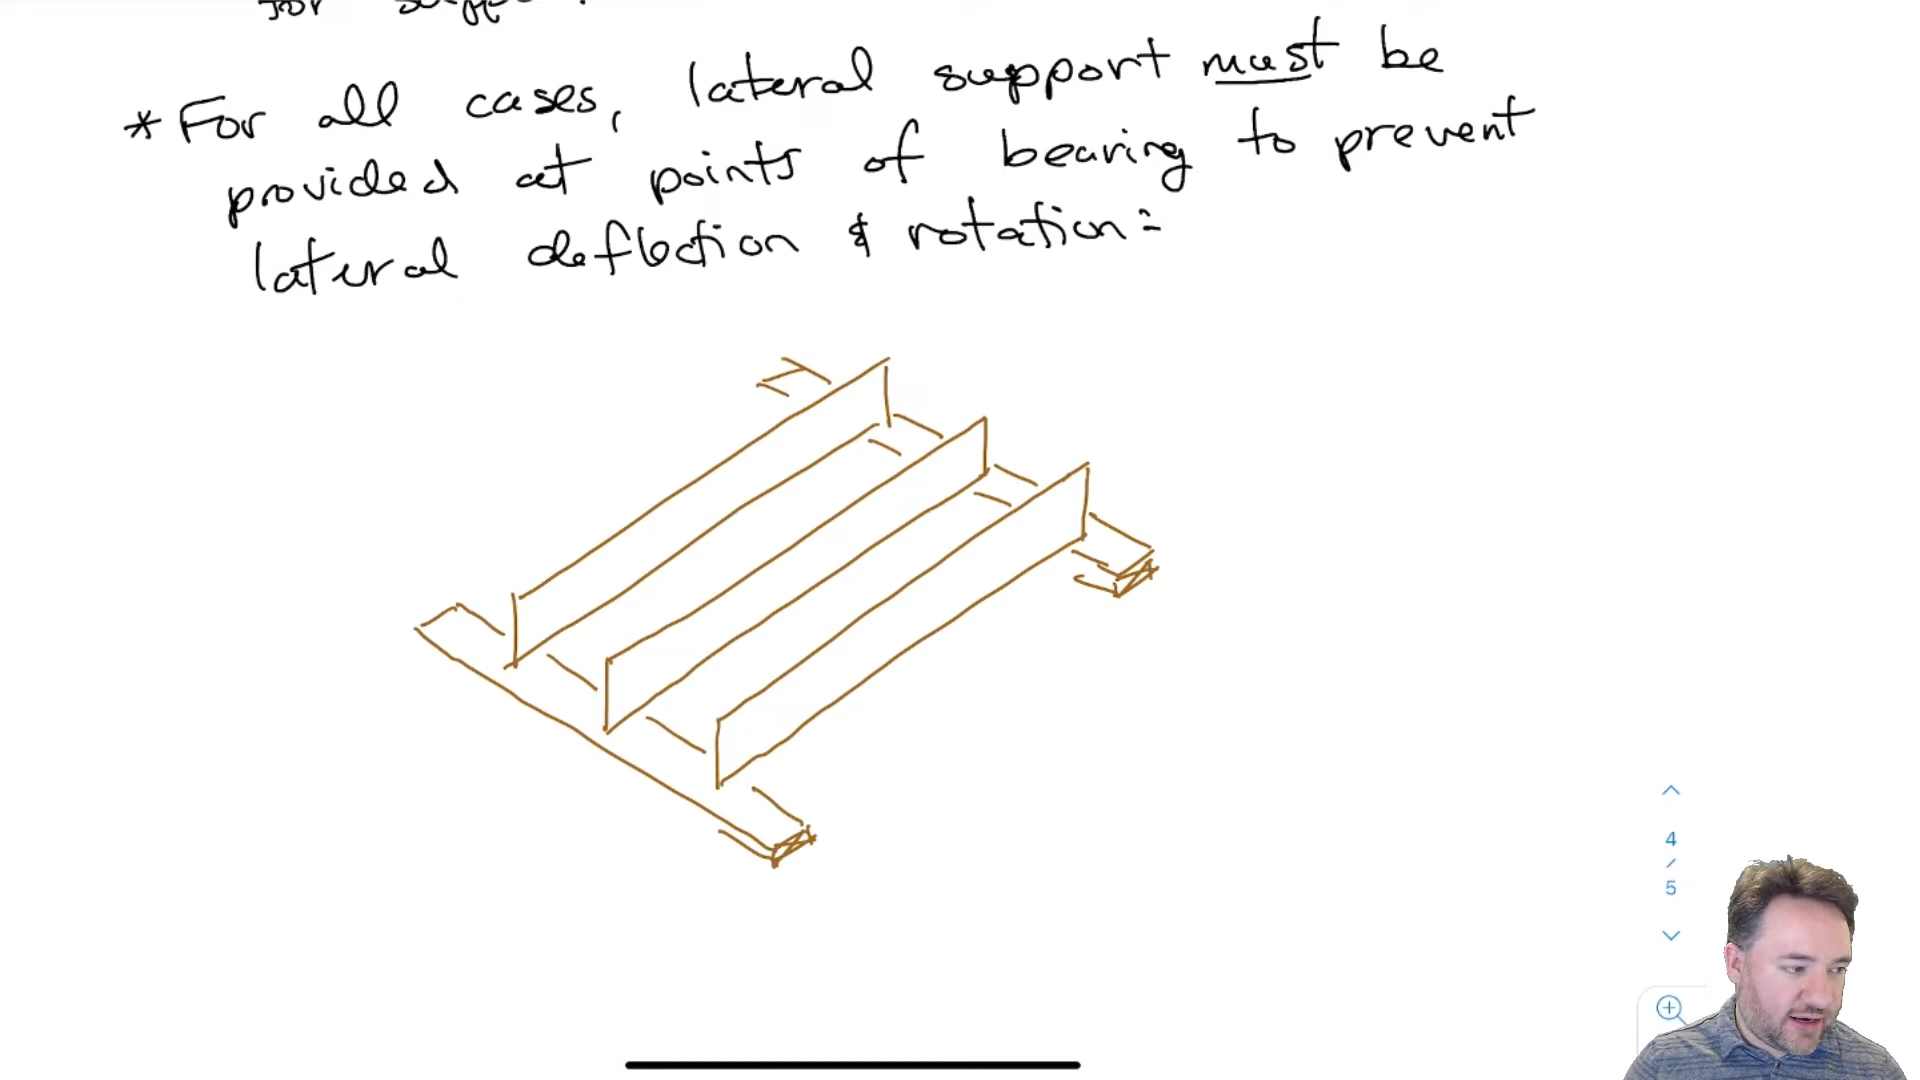 for
* For all cases, lateral support must be
provided at points of bearing to prevent
lateral deflection & rotation:
4
/
5